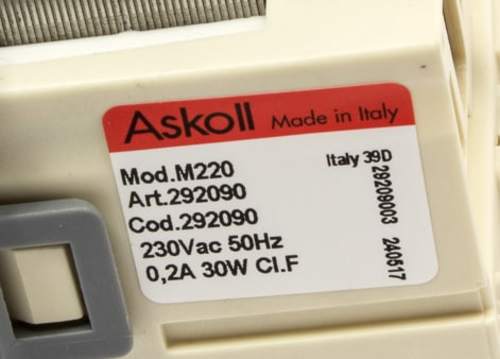 Askoll Made in Italy
Mod.M220
Italy 39D
Art.292090
Cod.292090
230Vac 50Hz
0,2A 30W Cl.F
29209003 240517